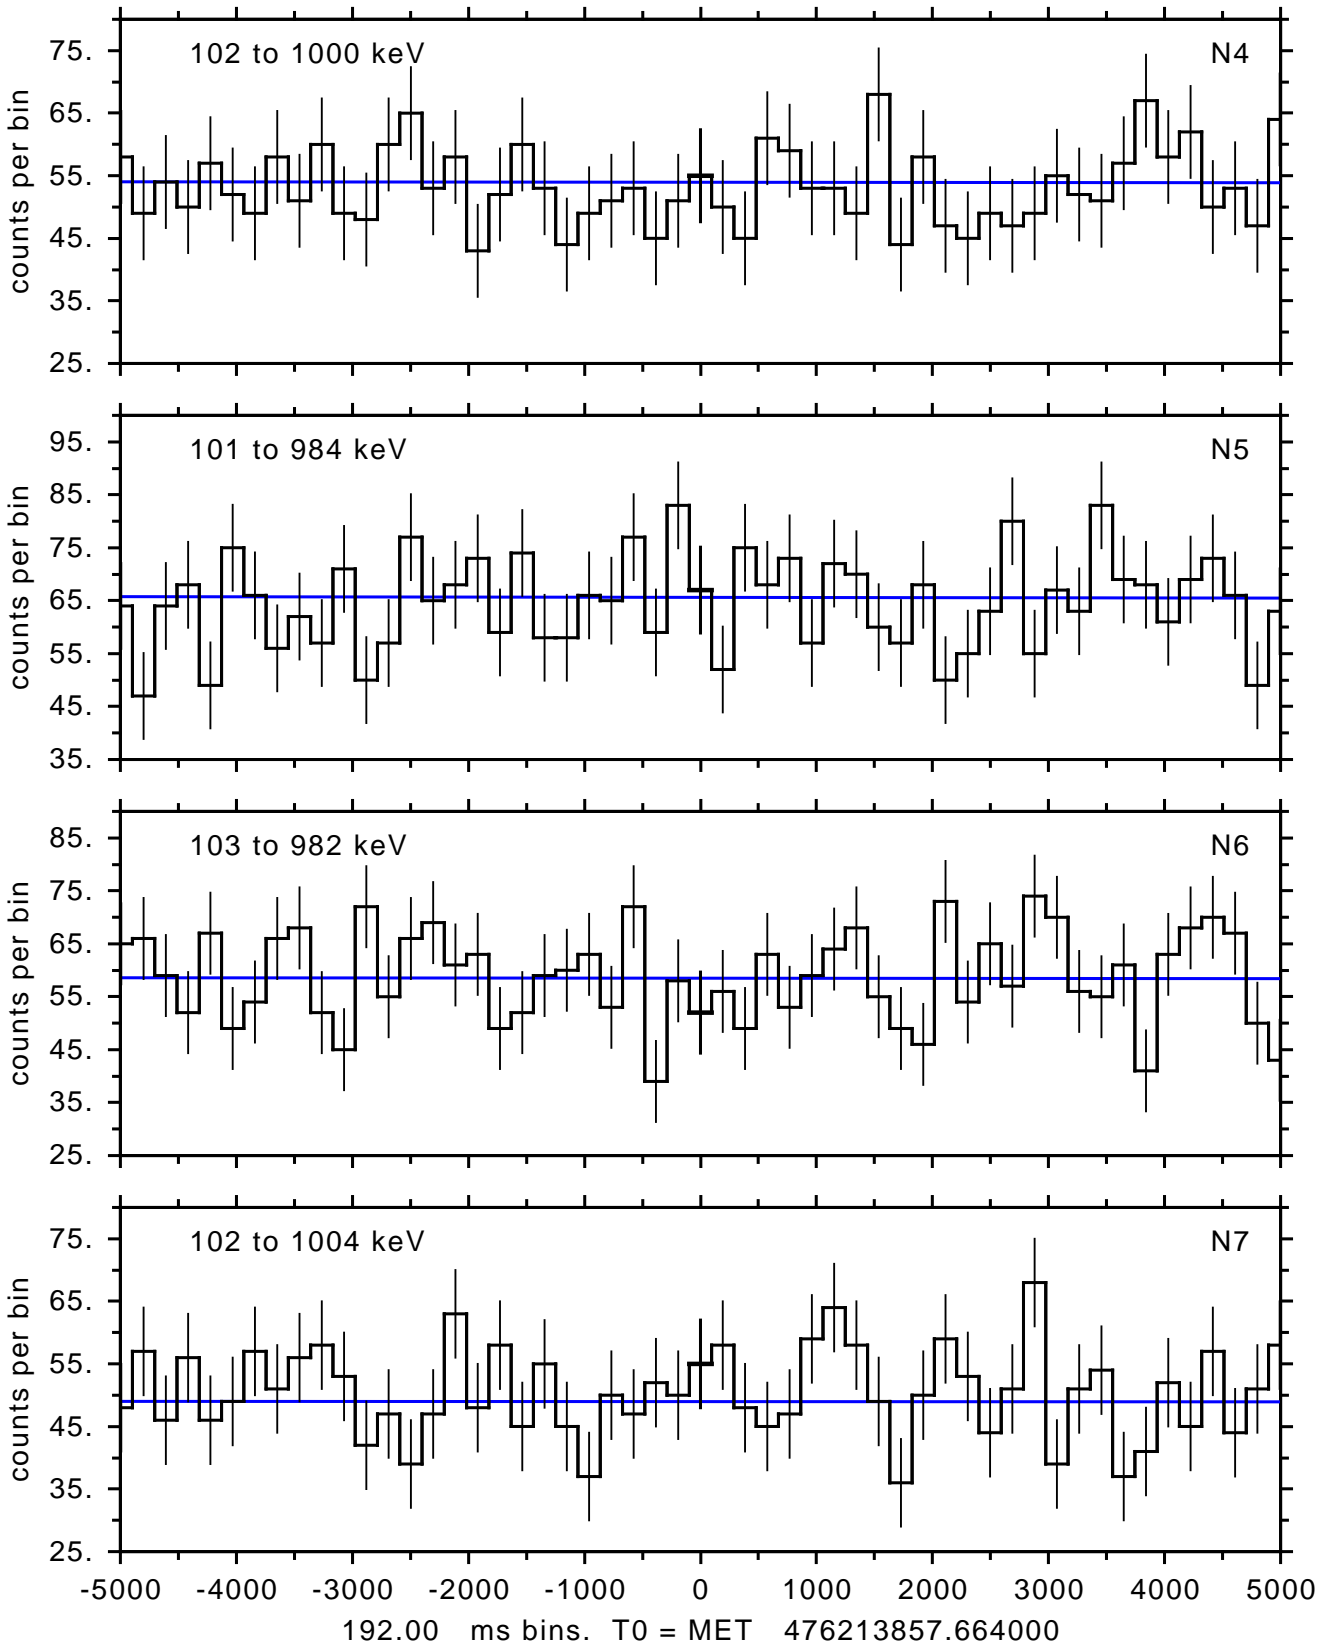 102 to 1000 keV N4
75.
65.
55.
45.
35.
25.
counts per bin
101 to 984 keV N5
95.
85.
75.
65.
55.
45.
35.
counts per bin
103 to 982 keV N6
85.
75.
65.
55.
45.
35.
25.
counts per bin
102 to 1004 keV N7
75.
65.
55.
45.
35.
25.
counts per bin
-5000 -4000 -3000 -2000 -1000 0 1000 2000 3000 4000 5000
192.00 ms bins. T0 = MET 476213857.664000